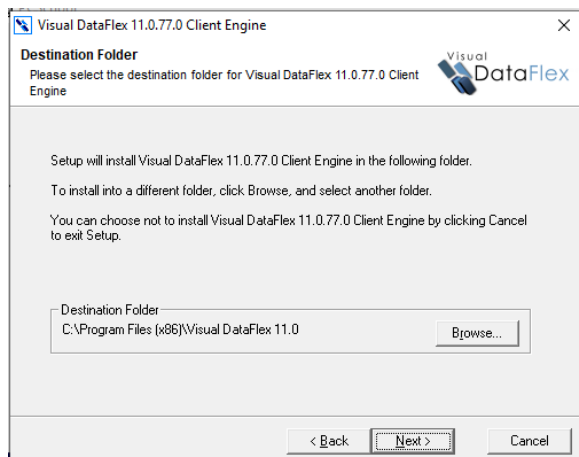 Visual DataFlex 11.0.77.0 Client Engine
Destination Folder
Please select the destination folder for Visual DataFlex 11.0.77.0 Client
Engine
Visual
DataFlex
Setup will install Visual DataFlex 11.0.77.0 Client Engine in the following folder.
To install into a different folder, click Browse, and select another folder.
You can choose not to install Visual DataFlex 11.0.77.0 Client Engine by clicking Cancel
to exit Setup.
Destination Folder
C:\Program Files (x86)\Visual DataFlex 11.0
Browse...
< Back
Next >
Cancel